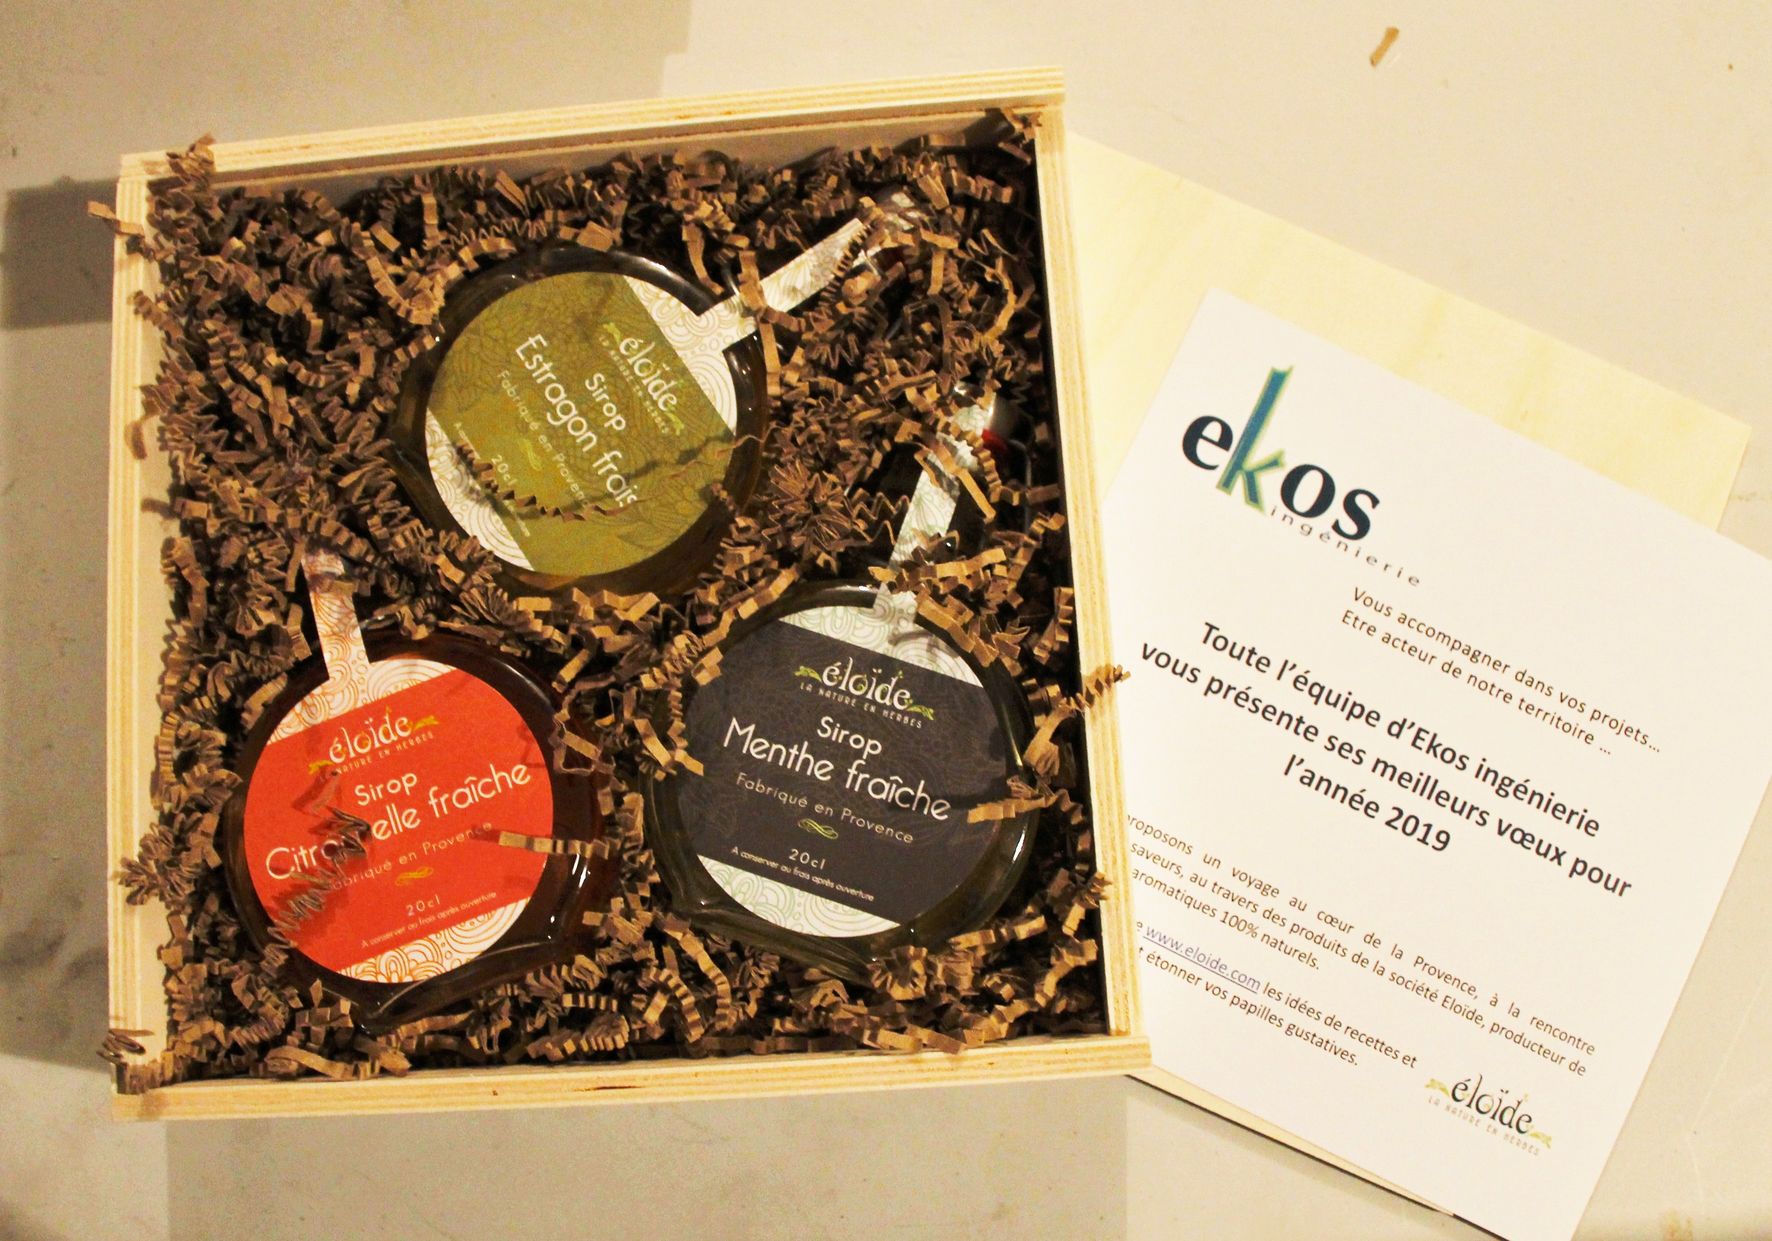 éloïde
LA NATURE EN HERBES
Sirop
Estragon frais
Fabriqué en Provence
20cl
éloïde
LA NATURE EN HERBES
Sirop
fraîche
Fabriqué en Provence
20cl
A conserver au frais après ouverture
éloïde
LA NATURE EN HERBES
Sirop
Menthe fraîche
Fabriqué en Provence
20cl
A conserver au frais après ouverture
ekos
ingénierie
Vous accompagner dans vos projets...
Etre acteur de notre territoire ...
Toute l'équipe d'Ekos ingénierie
vous présente ses meilleurs vœux pour
l'année 2019
un voyage au cœur de la Provence, à la rencontre
saveurs, au travers des produits de la société Eloïde, producteur de
aromatiques 100% naturels.
www.eloide.com les idées de recettes et
étonner vos papilles gustatives.
éloïde
LA NATURE EN HERBES